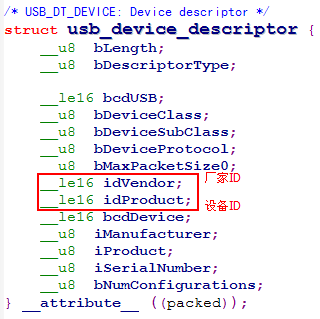 /* USB_DT_DEVICE: Device descriptor */
struct usb_device_descriptor {
__u8 bLength;
__u8 bDescriptorType;
__le16 bcdUSB;
__u8 bDeviceClass;
__u8 bDeviceSubClass;
__u8 bDeviceProtocol;
__u8 bMaxPacketSize0;
__le16 idVendor; 厂家ID
__le16 idProduct; 设备ID
__le16 bcdDevice;
__u8 iManufacturer;
__u8 iProduct;
__u8 iSerialNumber;
__u8 bNumConfigurations;
} __attribute__ ((packed));